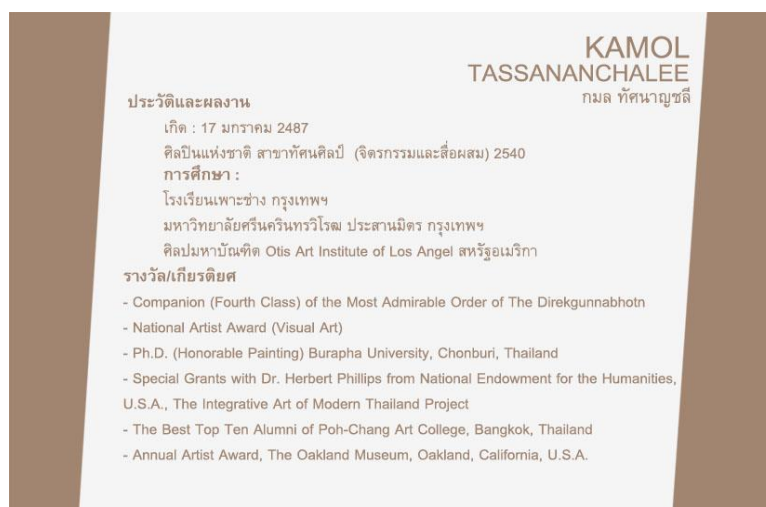 KAMOL
TASSANANCHALEE
กมล ทัศนาญชลี
ประวัติและผลงาน
เกิด : 17 มกราคม 2487
ศิลปินแห่งชาติ สาขาทัศนศิลป์ (จิตรกรรมและสื่อผสม) 2540
การศึกษา :
โรงเรียนเพาะช่าง กรุงเทพฯ
มหาวิทยาลัยศรีนครินทรวิโรฒ ประสานมิตร กรุงเทพฯ
ศิลปมหาบัณฑิต Otis Art Institute of Los Angel สหรัฐอเมริกา
รางวัล/เกียรติยศ
- Companion (Fourth Class) of the Most Admirable Order of The Direkgunnabhotn
- National Artist Award (Visual Art)
- Ph.D. (Honorable Painting) Burapha University, Chonburi, Thailand
- Special Grants with Dr. Herbert Phillips from National Endowment for the Humanities,
U.S.A., The Integrative Art of Modern Thailand Project
- The Best Top Ten Alumni of Poh-Chang Art College, Bangkok, Thailand
- Annual Artist Award, The Oakland Museum, Oakland, California, U.S.A.